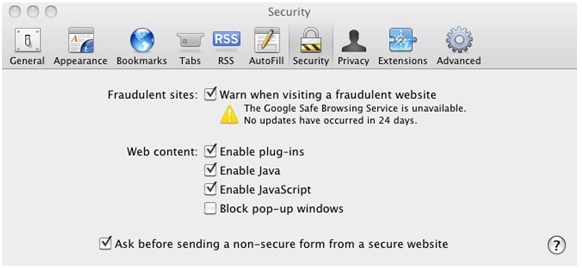 Security
General Appearance Bookmarks Tabs RSS AutoFill Security Privacy Extensions Advanced
RSS
Fraudulent sites: Warn when visiting a fraudulent website
The Google Safe Browsing Service is unavailable.
No updates have occurred in 24 days.
Web content: Enable plug-ins
Enable Java
Enable JavaScript
Block pop-up windows
Ask before sending a non-secure form from a secure website
?